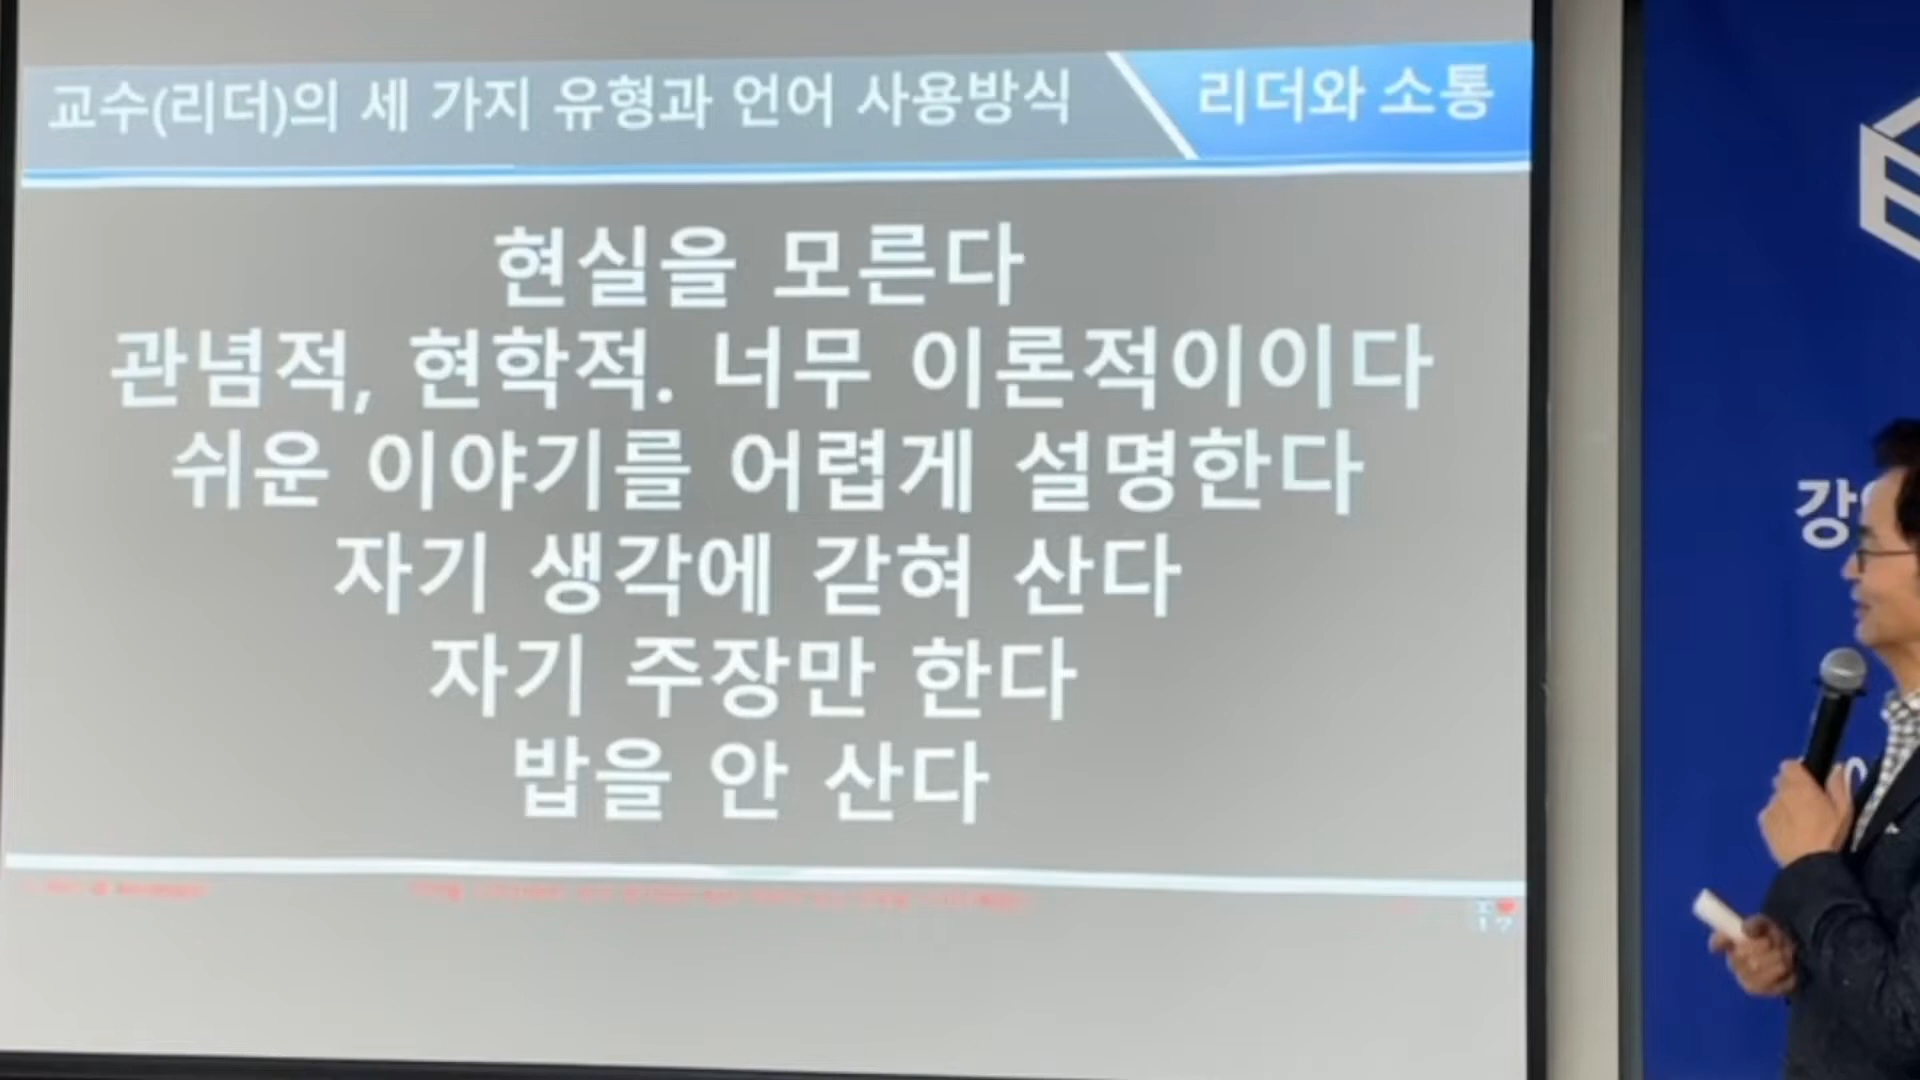 교수(리더)의 세 가지 유형과 언어 사용방식
리더와 소통
현실을 모른다
관념적, 현학적. 너무 이론적이이다
쉬운 이야기를 어렵게 설명한다
자기 생각에 갇혀 산다
자기 주장만 한다
밥을 안 산다
강